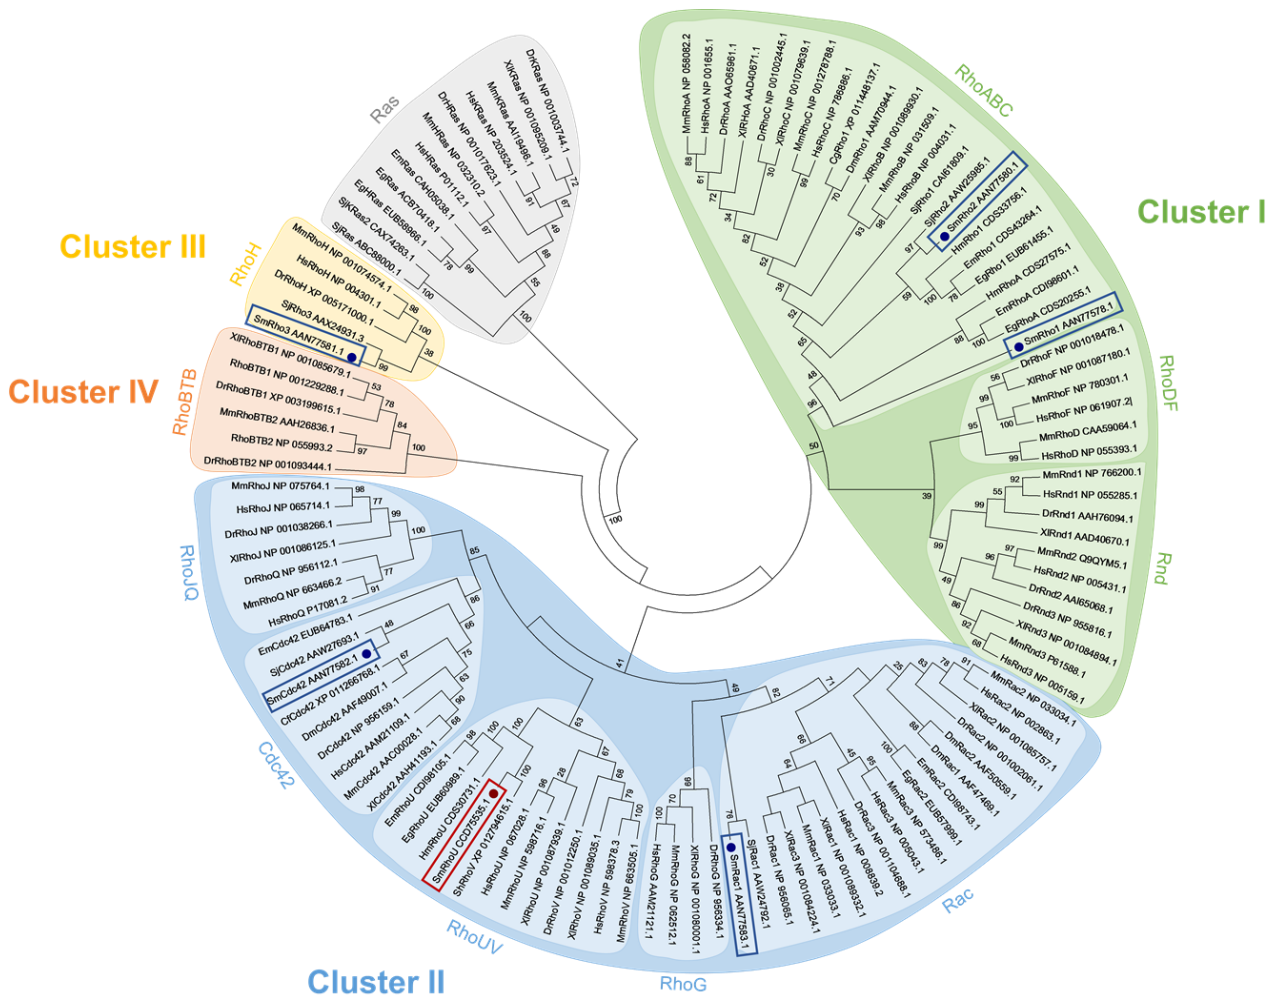 Ras
DrKRas NP 001003744.1
XlKRas NP 001095209.1
MmKRas AAI19496.1
HsKRas NP 203524.1
DrHRas NP 001017623.1
MmHRas NP 032310.2
HsHRas P01112.1
EmRas CAH05038.1
EgRas ACB70418.1
EgHRas EUB58966.1
SjKRas2 CAX74263.1
SjRas ABC88000.1
Cluster III
RhoH
MmRhoH NP 001074574.1
HsRhoH NP 004301.1
DrRhoH XP 005171000.1
SjRho3 AAX24931.3
SmRho3 AAN77581.1
Cluster IV
RhoBTB
XlRhoBTB1 NP 001085679.1
RhoBTB1 NP 001229288.1
DrRhoBTB1 XP 003199615.1
MmRhoBTB2 AAH26836.1
RhoBTB2 NP 055993.2
DrRhoBTB2 NP 001093444.1
RhoJQ
MmRhoJ NP 075764.1
HsRhoJ NP 065714.1
DrRhoJ NP 001038266.1
XlRhoJ NP 001086125.1
DrRhoQ NP 956112.1
MmRhoQ NP 663466.2
HsRhoQ P17081.2
Cdc42
EmCdc42 EUB64783.1
SjCdc42 AAW27693.1
SmCdc42 AAN77582.1
CfCdc42 XP 011266768.1
DmCdc42 AAF49007.1
DrCdc42 NP 956159.1
HsCdc42 AAM21109.1
MmCdc42 AAC00028.1
XlCdc42 AAH41193.1
RhoUV
EmRhoU CDI98105.1
EgRhoU EUB60989.1
HmRhoU CDS30731.1
SmRhoU CCD75535.1
ShRhoV XP 012794615.1
HsRhoU NP 067028.1
MmRhoU NP 598716.1
XlRhoU NP 001087939.1
DrRhoV NP 001012250.1
XlRhoV NP 001089035.1
HsRhoV NP 598378.3
MmRhoV NP 663505.1
Cluster II
RhoG
HsRhoG AAM21121.1
MmRhoG NP 062512.1
XlRhoG NP 001080001.1
DrRhoG NP 956334.1
Rac
SmRac1 AAN77583.1
SjRac1 AAW24792.1
DrRac1 NP 956065.1
XlRac3 NP 001084224.1
MmRac1 NP 033033.1
XlRac1 NP 001089332.1
HsRac1 NP 008839.2
DrRac3 NP 001104688.1
HsRac3 NP 005043.1
MmRac3 NP 573486.1
EgRac2 EUB57999.1
EmRac2 CDI98743.1
DmRac1 AAF47469.1
DmRac2 AAF50559.1
DrRac2 NP 001002061.1
XlRac2 NP 001085757.1
HsRac2 NP 002863.1
MmRac2 NP 033034.1
Rnd
HsRnd3 NP 005159.1
MmRnd3 P61588.1
XlRnd3 NP 001084894.1
DrRnd3 NP 955816.1
DrRnd2 AAI65068.1
HsRnd2 NP 005431.1
MmRnd2 Q9QYM5.1
XlRnd1 AAD40670.1
DrRnd1 AAH76094.1
HsRnd1 NP 055285.1
MmRnd1 NP 766200.1
RhoDF
HsRhoD NP 055393.1
MmRhoD CAA59064.1
HsRhoF NP 061907.2|
MmRhoF NP 780301.1
XlRhoF NP 001087180.1
DrRhoF NP 001018478.1
Cluster I
RhoABC
SmRho1 AAN77578.1
EgRhoA CDS20255.1
EmRhoA CDI98601.1
HmRhoA CDS27575.1
EgRho1 EUB61455.1
EmRho1 CDS43264.1
HmRho1 CDS33756.1
SmRho2 AAN77580.1
SjRho2 AAW25985.1
SjRho1 CAI61809.1
HsRhoB NP 004031.1
MmRhoB NP 031509.1
XlRhoB NP 001089930.1
DmRho1 AAM70944.1
CgRho1 XP 011448137.1
HsRhoC NP 786886.1
MmRhoC NP 001278788.1
XlRhoC NP 001079639.1
DrRhoC NP 001002445.1
XlRHoA AAD40671.1
DrRhoA AAO65961.1
HsRhoA NP 001655.1
MmRhoA NP 058082.2